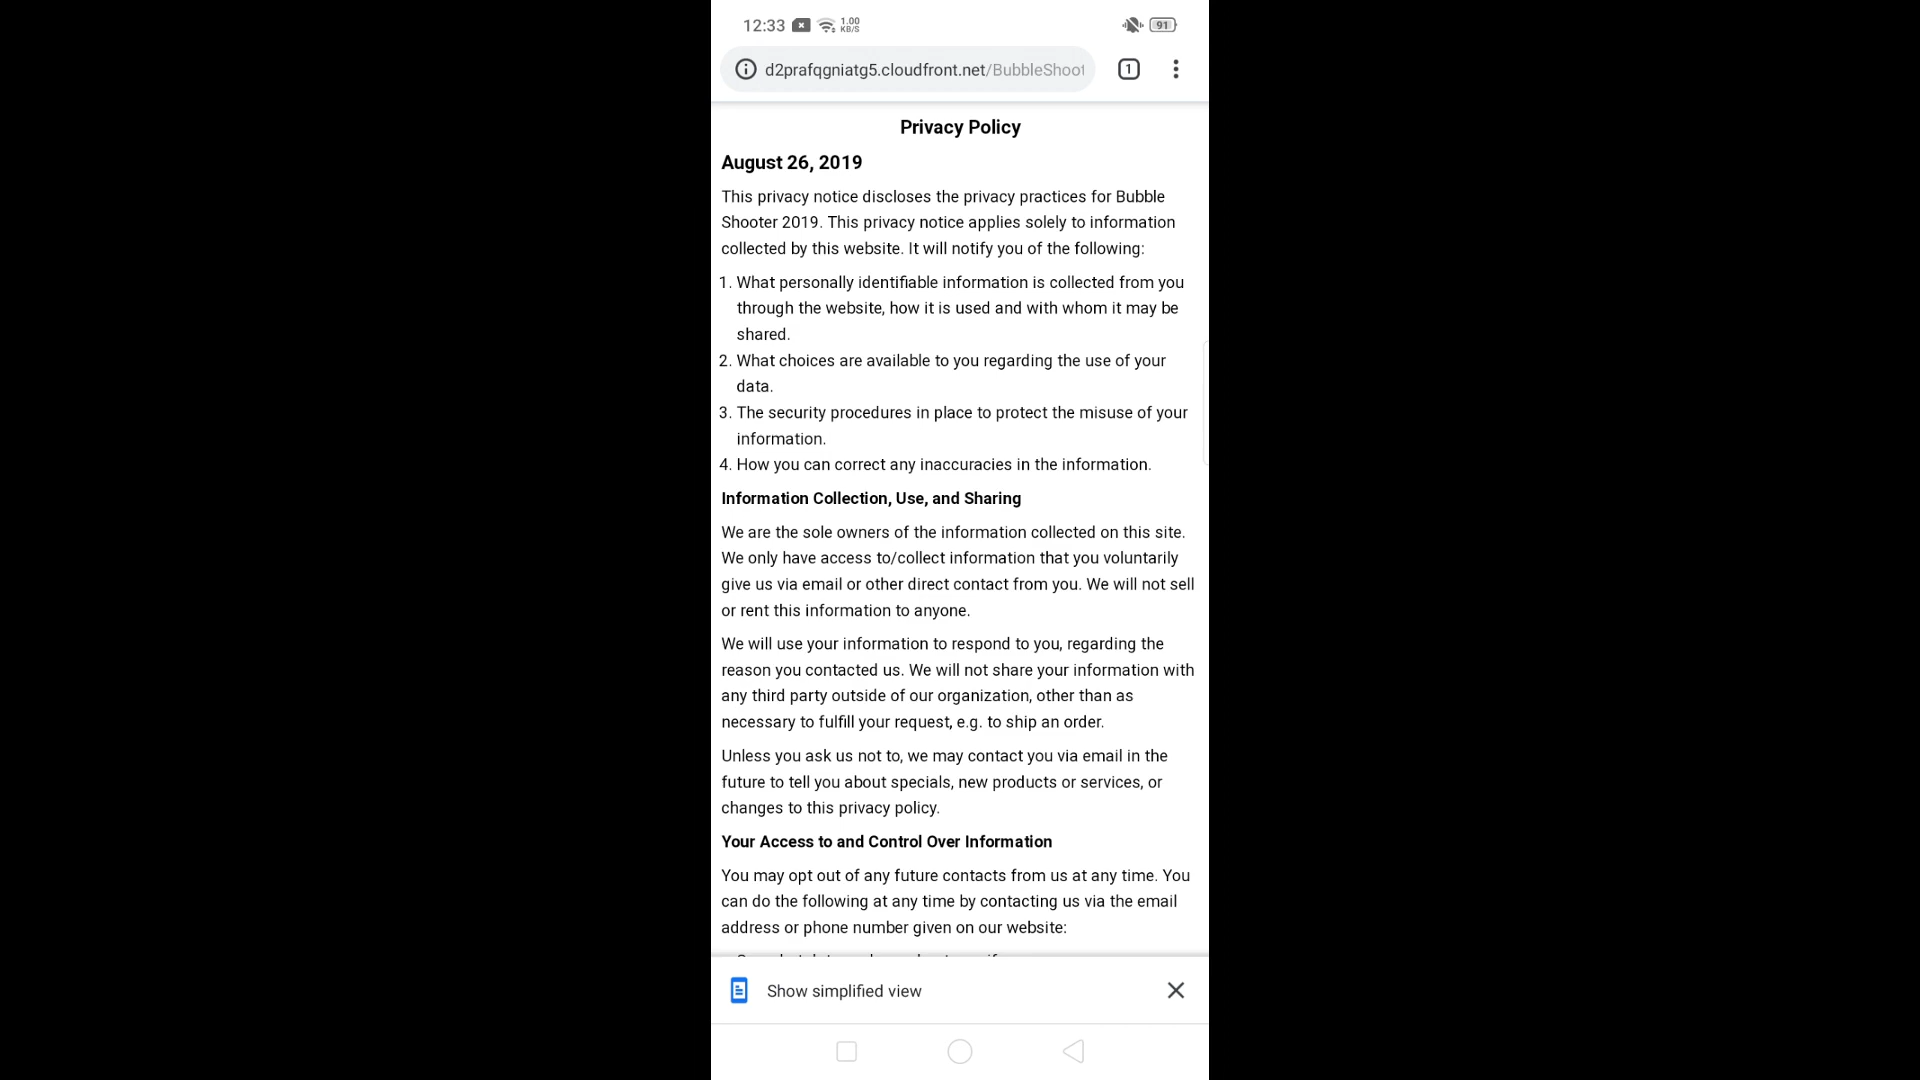 12:33
1.00
KB/S
91
d2prafqgniatg5.cloudfront.net/BubbleShoot
1
Privacy Policy
August 26, 2019
This privacy notice discloses the privacy practices for Bubble
Shooter 2019. This privacy notice applies solely to information
collected by this website. It will notify you of the following:
1. What personally identifiable information is collected from you
through the website, how it is used and with whom it may be
shared.
2. What choices are available to you regarding the use of your
data.
3. The security procedures in place to protect the misuse of your
information.
4. How you can correct any inaccuracies in the information.
Information Collection, Use, and Sharing
We are the sole owners of the information collected on this site.
We only have access to/collect information that you voluntarily
give us via email or other direct contact from you. We will not sell
or rent this information to anyone.
We will use your information to respond to you, regarding the
reason you contacted us. We will not share your information with
any third party outside of our organization, other than as
necessary to fulfill your request, e.g. to ship an order.
Unless you ask us not to, we may contact you via email in the
future to tell you about specials, new products or services, or
changes to this privacy policy.
Your Access to and Control Over Information
You may opt out of any future contacts from us at any time. You
can do the following at any time by contacting us via the email
address or phone number given on our website:
Show simplified view